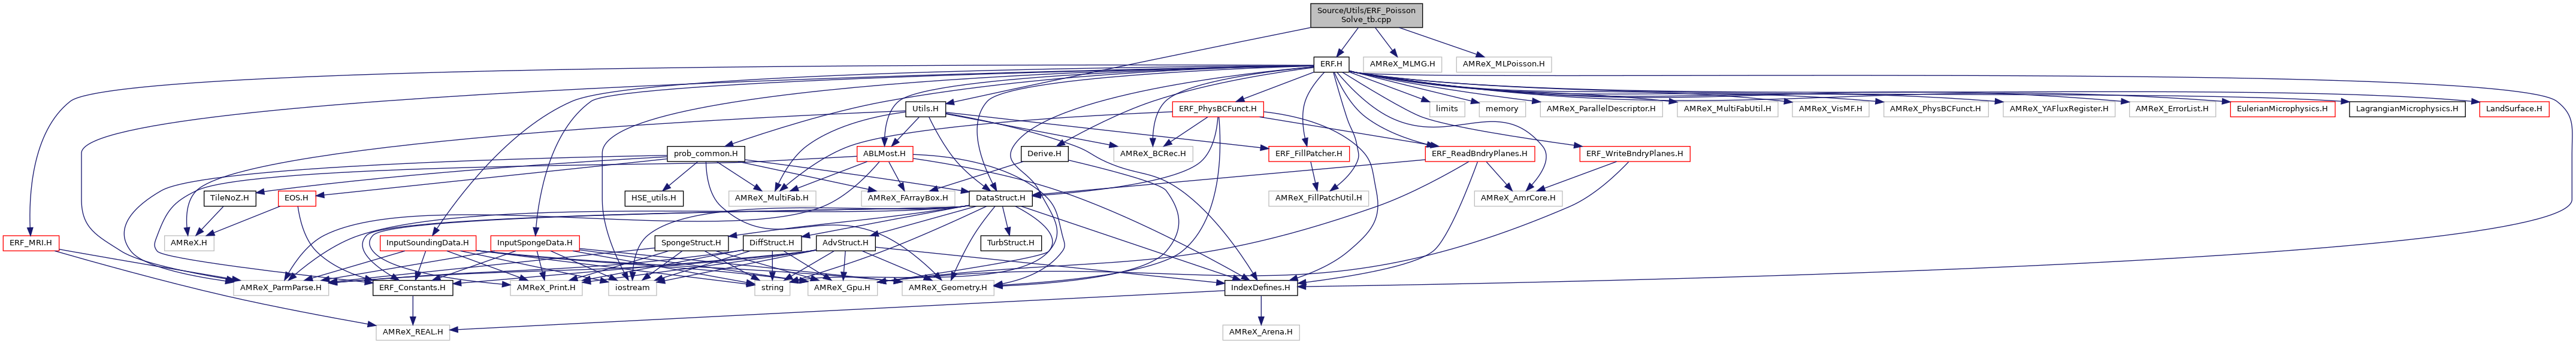 Source/Utils/ERF_Poisson
Solve_tb.cpp
ERF.H
AMReX_MLMG.H
AMReX_MLPoisson.H
Utils.H
ERF_PhysBCFunct.H
limits
memory
AMReX_ParallelDescriptor.H
AMReX_MultiFabUtil.H
AMReX_VisMF.H
AMReX_PhysBCFunct.H
AMReX_YAFluxRegister.H
AMReX_ErrorList.H
EulerianMicrophysics.H
LagrangianMicrophysics.H
LandSurface.H
prob_common.H
ABLMost.H
Derive.H
AMReX_BCRec.H
ERF_FillPatcher.H
ERF_ReadBndryPlanes.H
ERF_WriteBndryPlanes.H
TileNoZ.H
EOS.H
HSE_utils.H
AMReX_MultiFab.H
AMReX_FArrayBox.H
DataStruct.H
AMReX_FillPatchUtil.H
AMReX_AmrCore.H
ERF_MRI.H
AMReX.H
InputSoundingData.H
InputSpongeData.H
SpongeStruct.H
DiffStruct.H
AdvStruct.H
TurbStruct.H
AMReX_ParmParse.H
ERF_Constants.H
AMReX_Print.H
iostream
string
AMReX_Gpu.H
AMReX_Geometry.H
IndexDefines.H
AMReX_REAL.H
AMReX_Arena.H